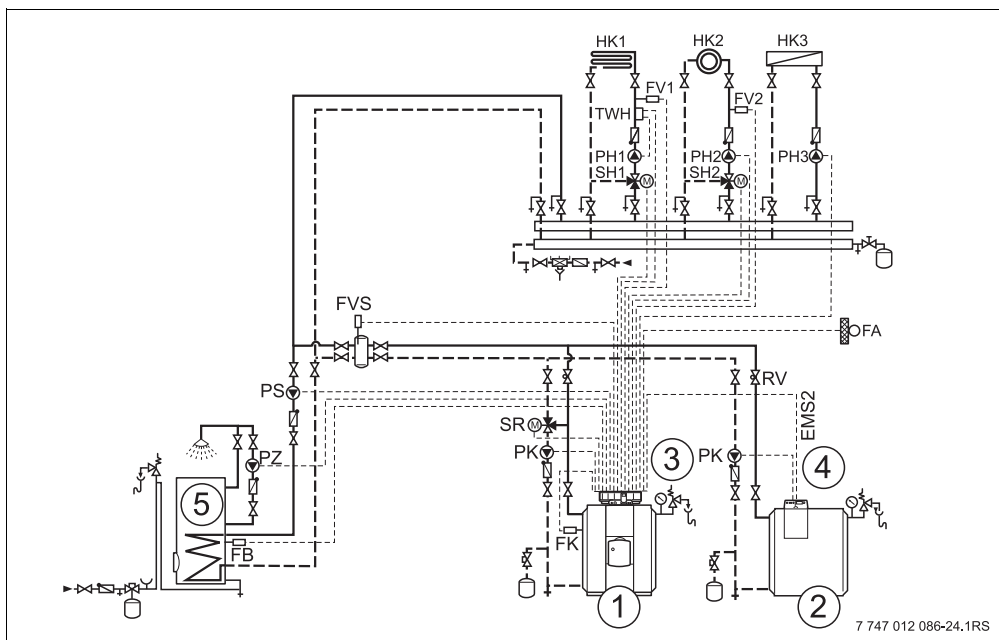 HK1 HK2 HK3
FV1 FV2
TWH
PH1 PH2 PH3
SH1 M SH2 M
FVS
FA
PS
RV
SR M
EMS2
PZ
PK PK
3
4
5
FK
FB
1
2
7 747 012 086-24.1RS